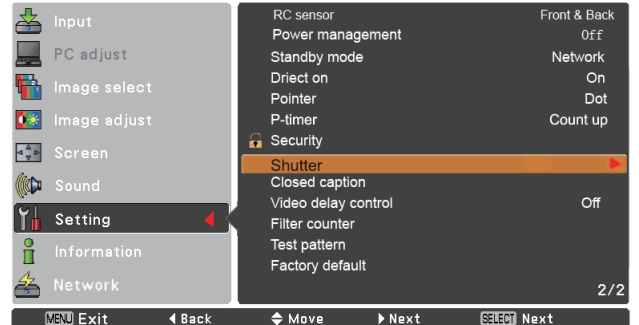 Input
PC adjust
Image select
Image adjust
Screen
Sound
Setting
Information
Network
RC sensor Front & Back
Power management Off
Standby mode Network
Driect on On
Pointer Dot
P-timer Count up
Security
Shutter
Closed caption
Video delay control Off
Filter counter
Test pattern
Factory default
2/2
MENU Exit Back Move Next SELECT Next